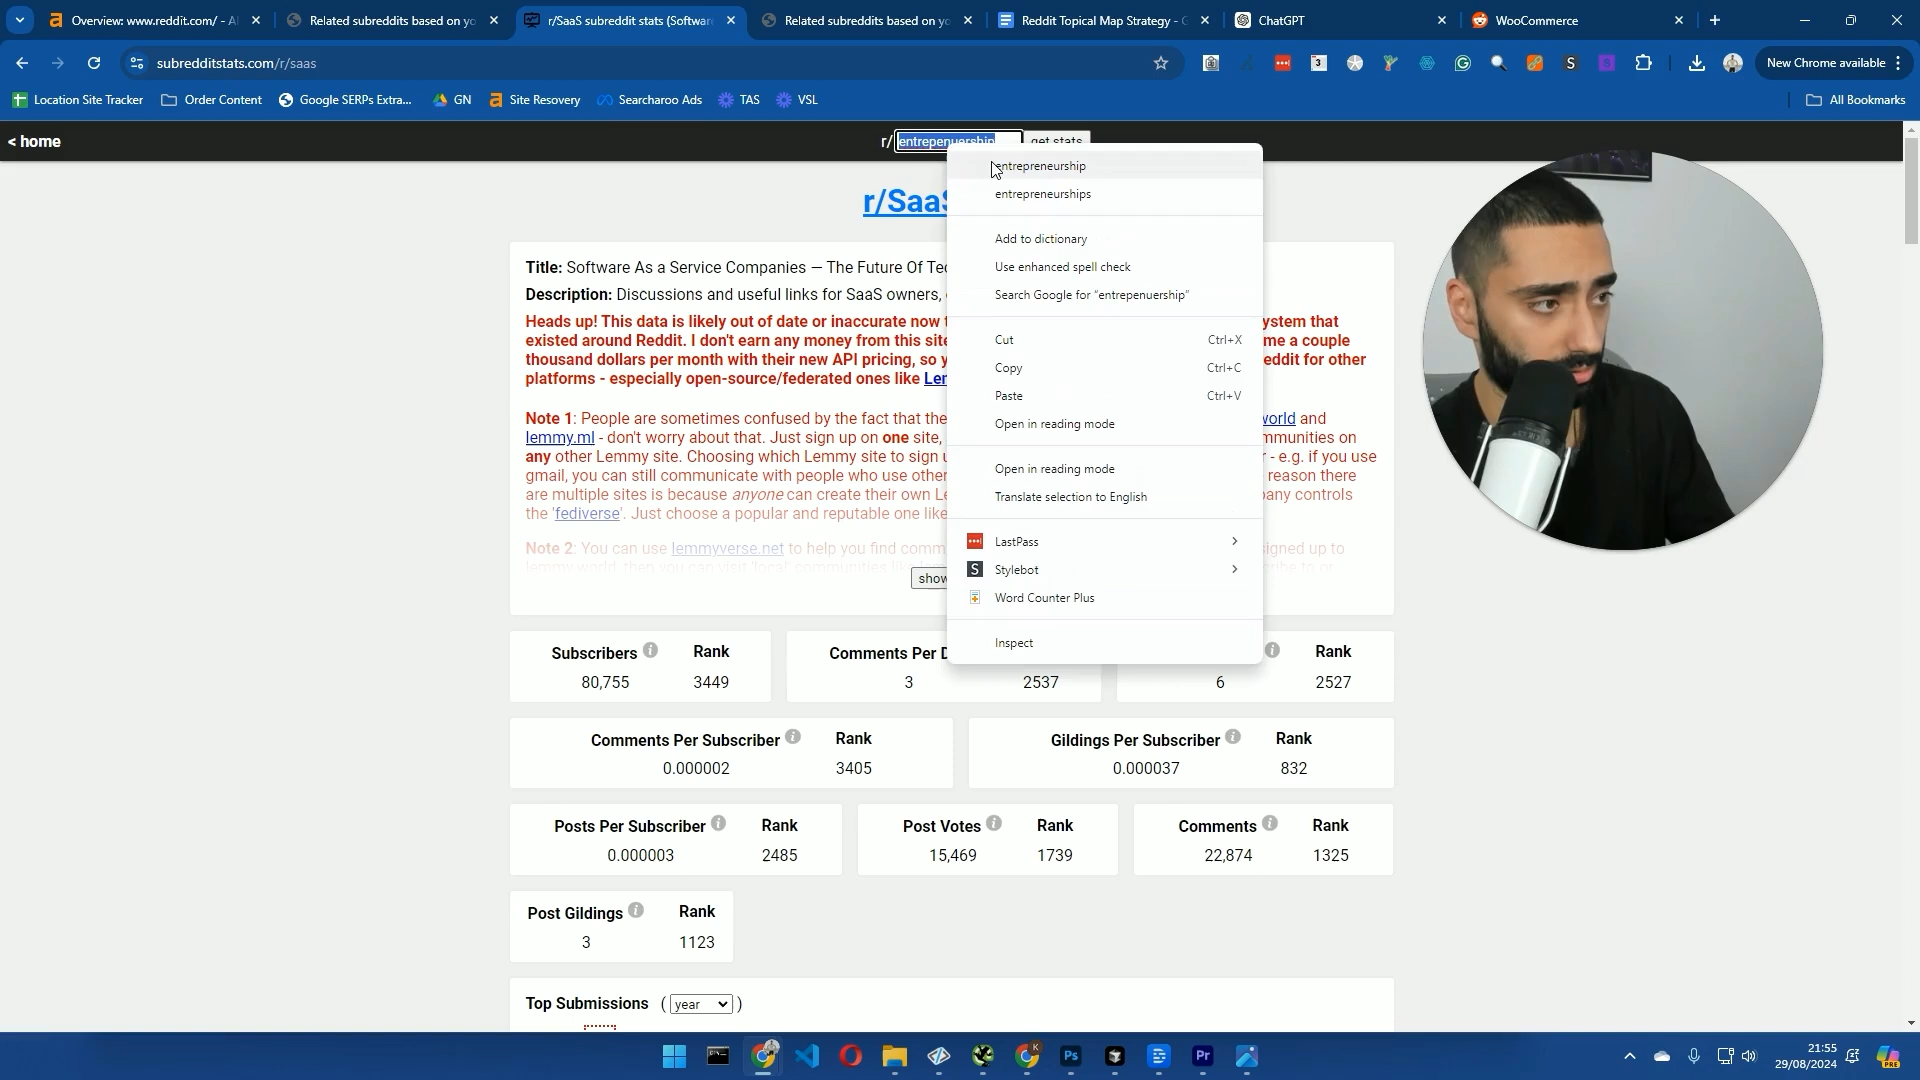 Overview: www.reddit.com/ - A
Related subreddits based on yo
r/SaaS subreddit stats (Software
Related subreddits based on yo
Reddit Topical Map Strategy - G
ChatGPT
WooCommerce
subredditstats.com/r/saas
New Chrome available
Location Site Tracker
Order Content
Google SERPs Extra...
GN
Site Recovery
Searcharoo Ads
TAS
VSL
All Bookmarks
< home
r/ entrepenuership get stats
r/SaaS
entrepreneurship
entrepreneurships
Add to dictionary
Use enhanced spell check
Search Google for “entrepenuership”
Cut Ctrl+X
Copy Ctrl+C
Paste Ctrl+V
Open in reading mode
Open in reading mode
Translate selection to English
LastPass
Stylebot
Word Counter Plus
Inspect
Title: Software As a Service Companies — The Future Of Tec
Description: Discussions and useful links for SaaS owners,
Heads up! This data is likely out of date or inaccurate now t ystem that
existed around Reddit. I don't earn any money from this site me a couple
thousand dollars per month with their new API pricing, so y eddit for other
platforms - especially open-source/federated ones like Ler
Note 1: People are sometimes confused by the fact that the world and
lemmy.ml - don't worry about that. Just sign up on one site, mmunities on
any other Lemmy site. Choosing which Lemmy site to sign u - e.g. if you use
gmail, you can still communicate with people who use other reason there
are multiple sites is because anyone can create their own Le pany controls
the 'fediverse'. Just choose a popular and reputable one like
Note 2: You can use lemmyverse.net to help you find comm igned up to
show
Subscribers Rank
80,755 3449
Comments Per D
3 2537
Rank
6 2527
Comments Per Subscriber Rank
0.000002 3405
Gildings Per Subscriber Rank
0.000037 832
Posts Per Subscriber Rank
0.000003 2485
Post Votes Rank
15,469 1739
Comments Rank
22,874 1325
Post Gildings Rank
3 1123
Top Submissions ( year )
21:55
29/08/2024